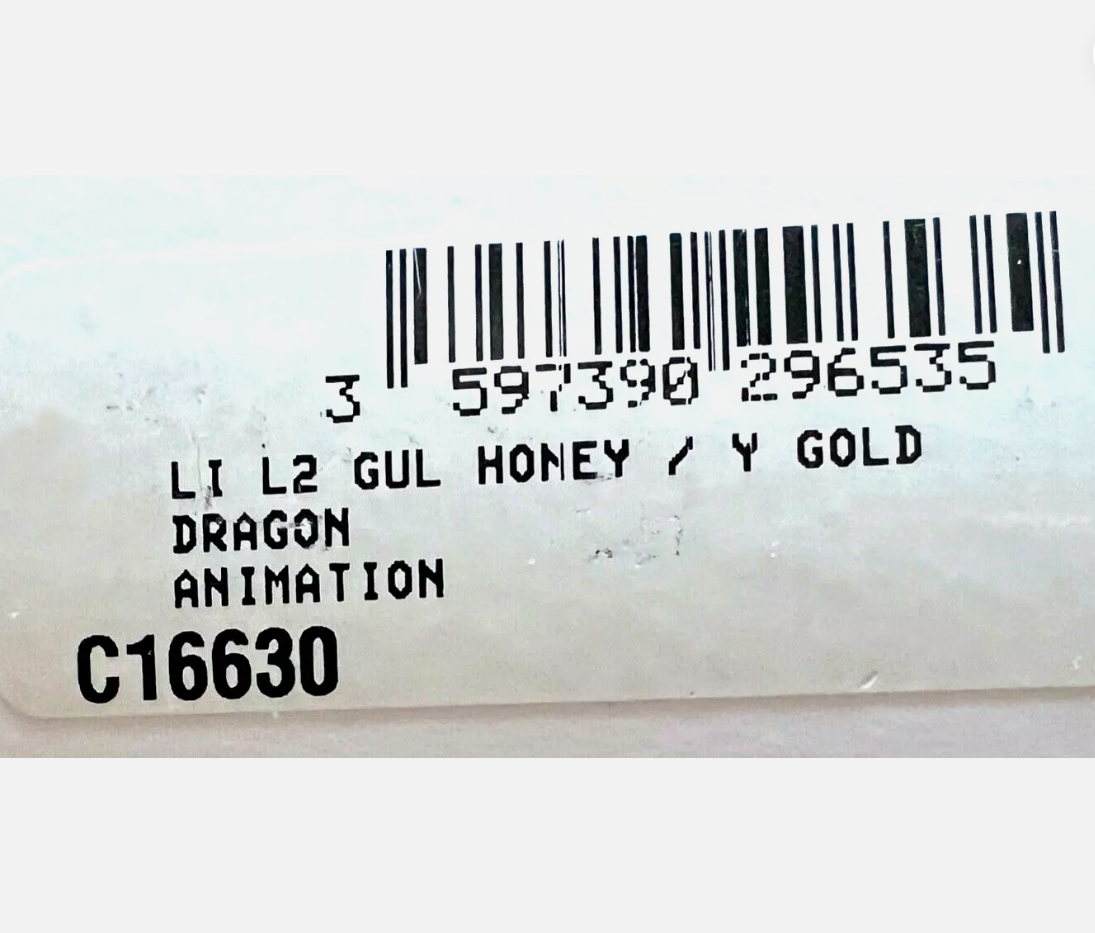 3 597390 296535
LI L2 GUL HONEY / Y GOLD
DRAGON
ANIMATION
C16630